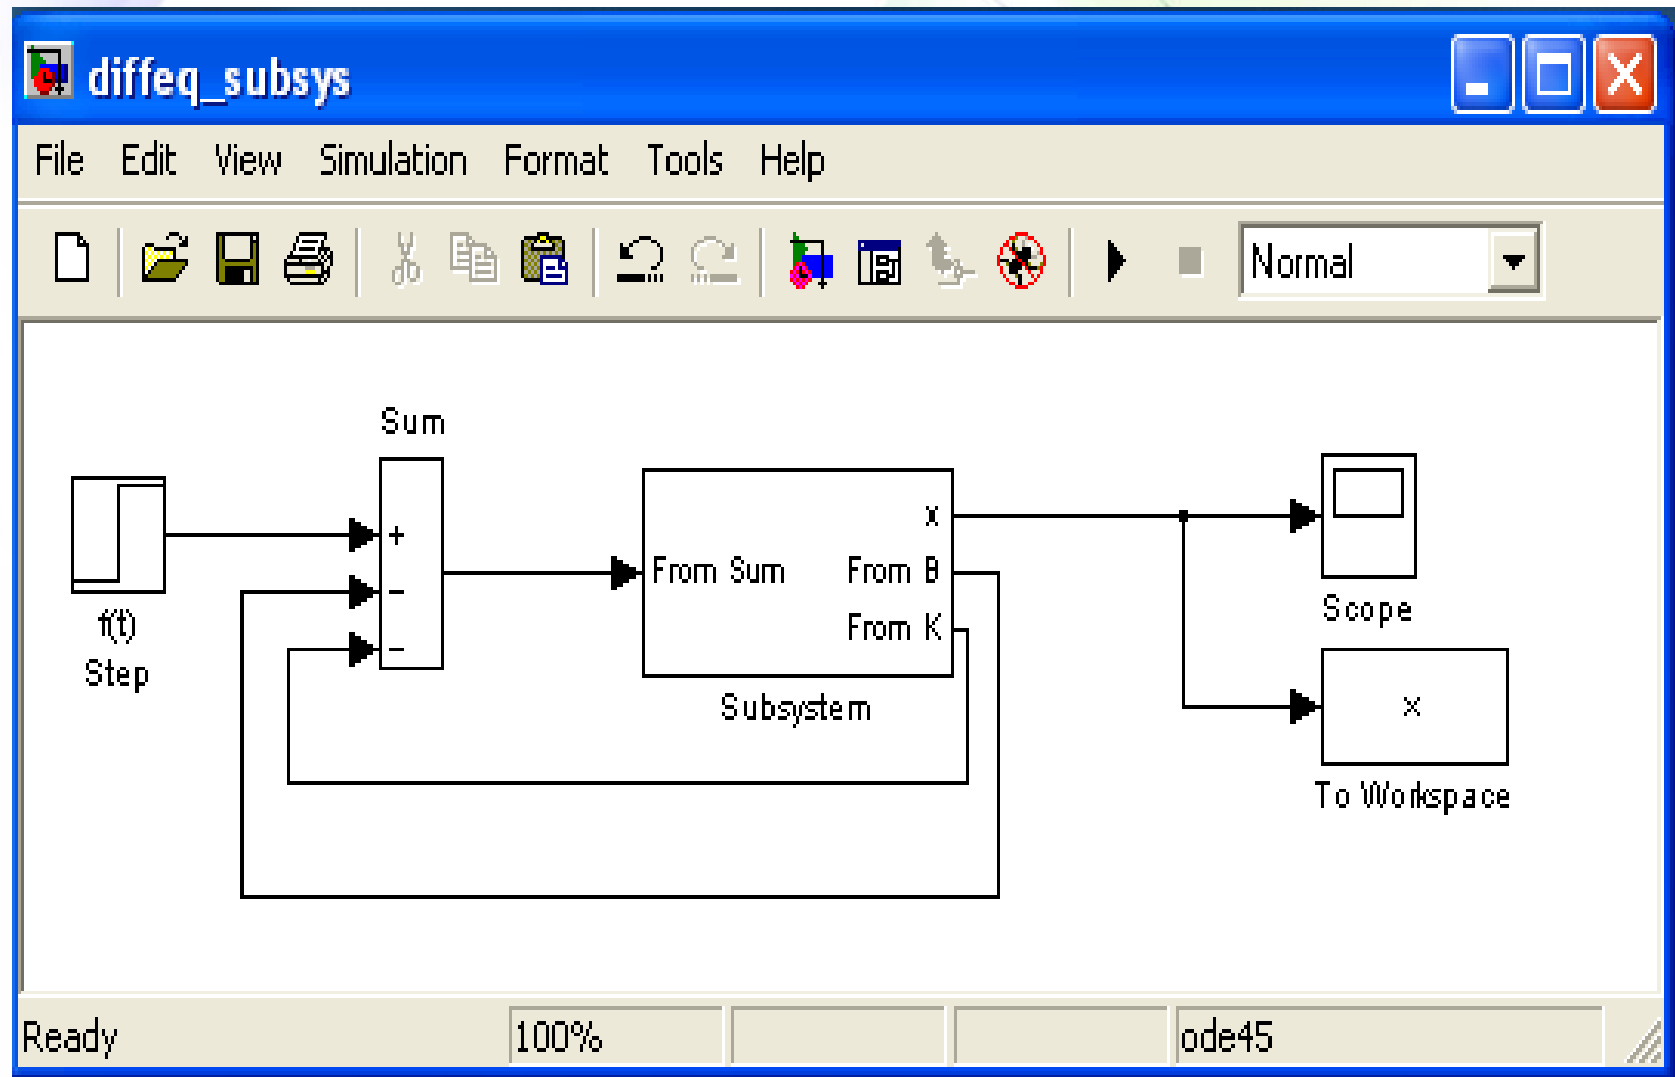 diffeq_subsys
File Edit View Simulation Format Tools Help
Normal
Sum
+
-
-
f(t)
Step
From Sum
x
From B
From K
Subsystem
Scope
x
To Workspace
Ready 100% ode45